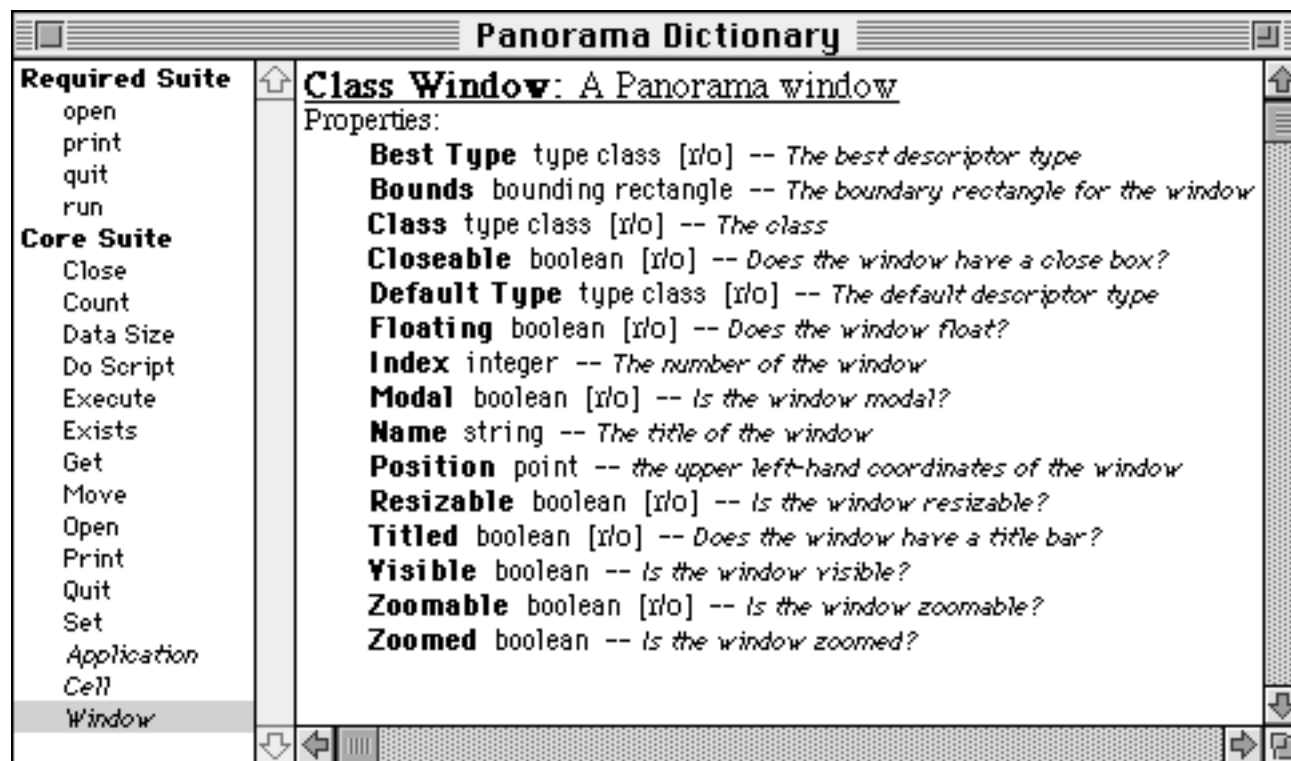 Panorama Dictionary
Required Suite
open
print
quit
run
Core Suite
Close
Count
Data Size
Do Script
Execute
Exists
Get
Move
Open
Print
Quit
Set
Application
Cell
Window
Class Window: A Panorama window
Properties:
Best Type type class [r/o] -- The best descriptor type
Bounds bounding rectangle -- The boundary rectangle for the window
Class type class [r/o] -- The class
Closeable boolean [r/o] -- Does the window have a close box?
Default Type type class [r/o] -- The default descriptor type
Floating boolean [r/o] -- Does the window float?
Index integer -- The number of the window
Modal boolean [r/o] -- Is the window modal?
Name string -- The title of the window
Position point -- the upper left-hand coordinates of the window
Resizable boolean [r/o] -- Is the window resizable?
Titled boolean [r/o] -- Does the window have a title bar?
Visible boolean -- Is the window visible?
Zoomable boolean [r/o] -- Is the window zoomable?
Zoomed boolean -- Is the window zoomed?